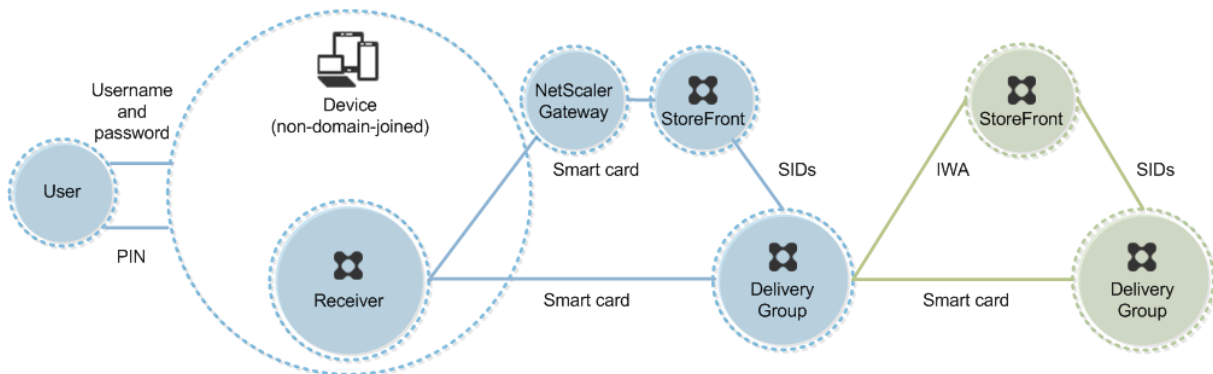 Username
and
password
User
PIN
Device
(non-domain-joined)
Receiver
NetScaler
Gateway
StoreFront
Smart card
SIDs
Smart card
Delivery
Group
IWA
StoreFront
SIDs
Smart card
Delivery
Group